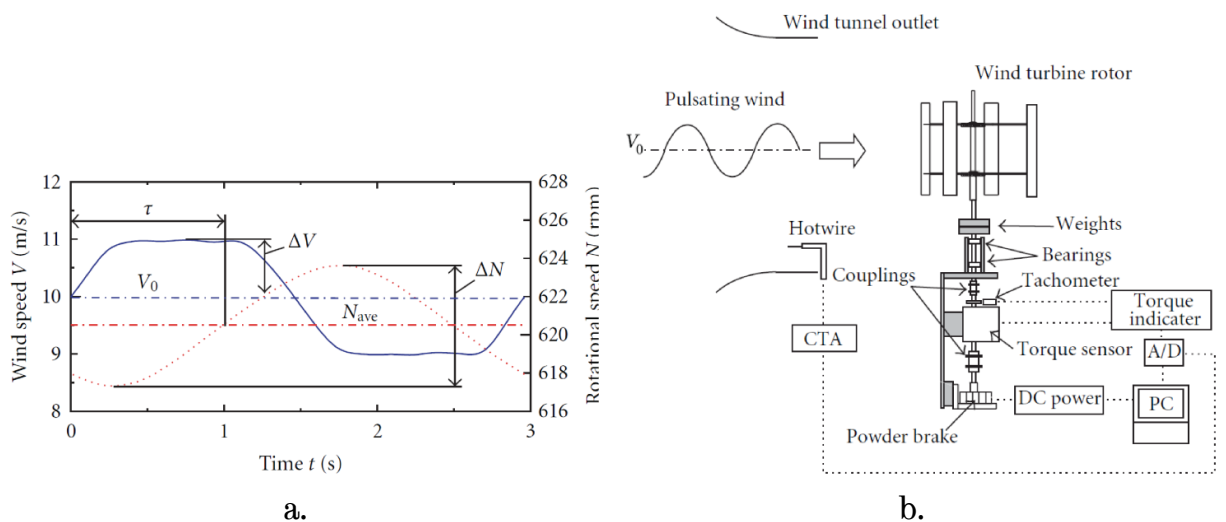 12
11
10
9
8
Wind speed V (m/s)
τ
ΔV
V₀
ΔN
Nave
628
626
624
622
620
618
616
Rotational speed N (rpm)
0
1
2
3
Time t (s)
a.
Wind tunnel outlet
Wind turbine rotor
Pulsating wind
V₀
Weights
Hotwire
Bearings
Couplings
Tachometer
Torque
indicater
CTA
Torque sensor
A/D
DC power
PC
Powder brake
b.